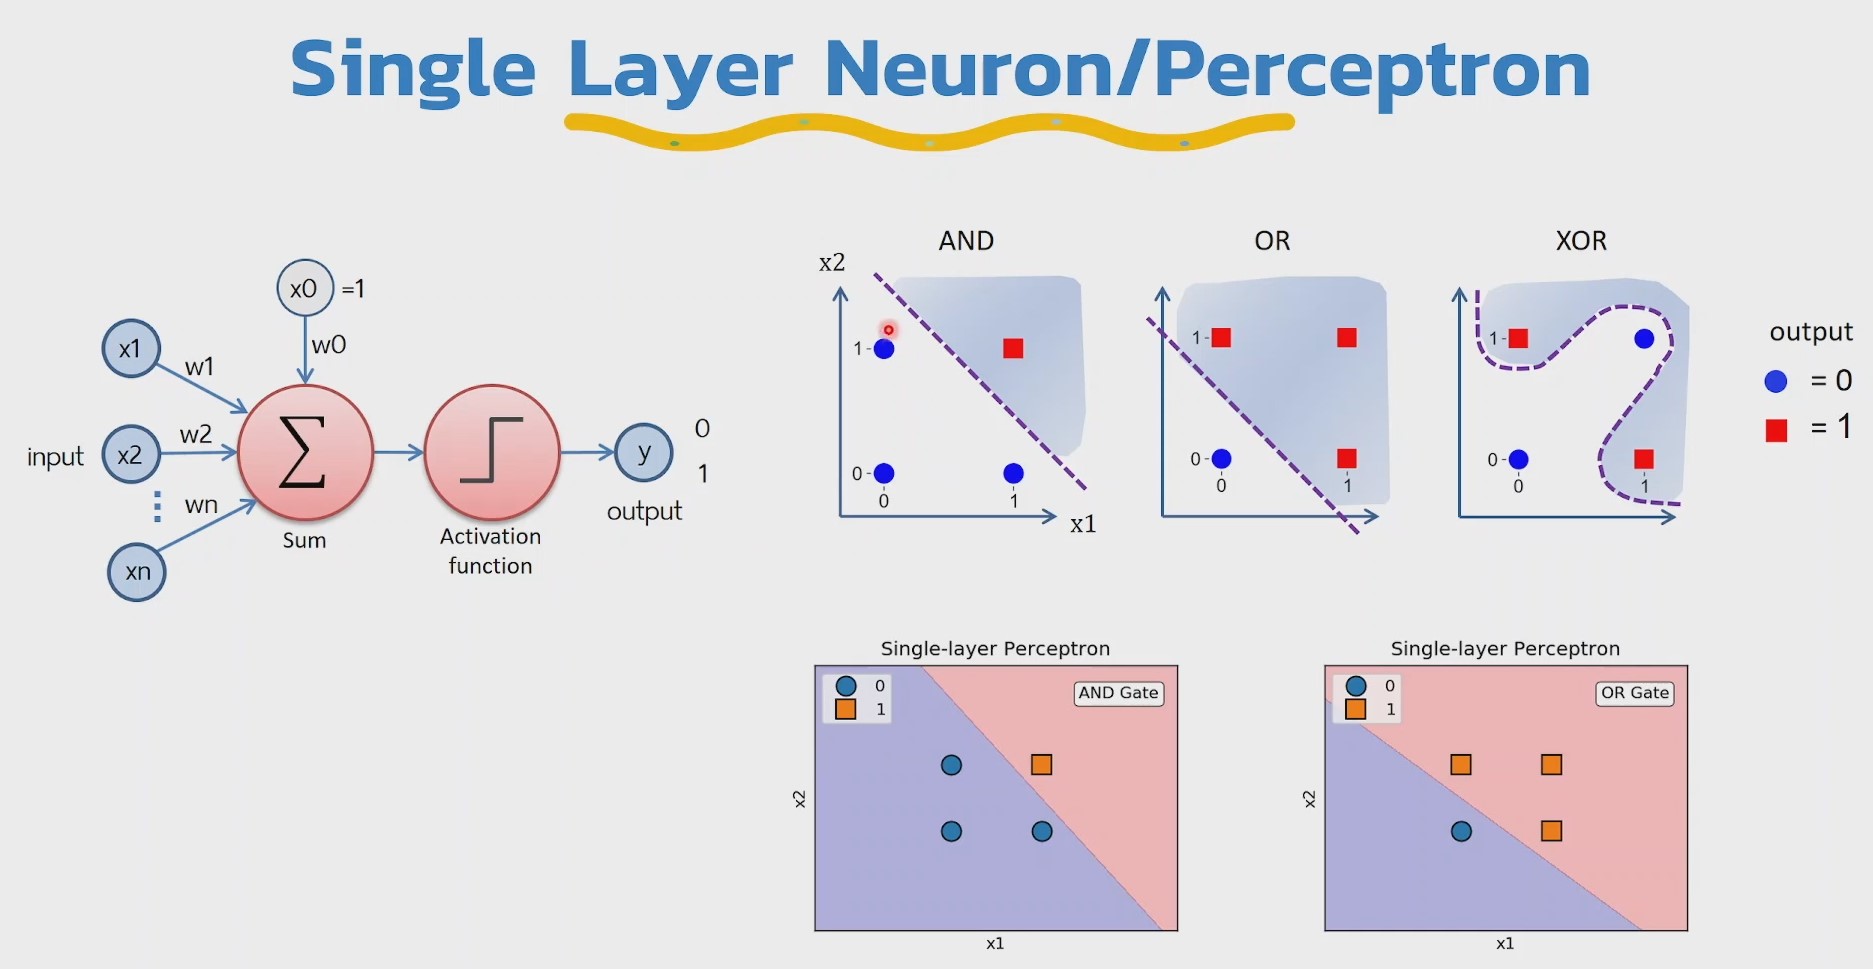 Single Layer Neuron/Perceptron
x0 =1
w0
x1
w1
input x2 w2
wn
xn
Σ
Sum
Activation
function
y
0
1
output
AND
x2
1
0
0 1
x1
OR
1
0
0 1
XOR
1
0
0 1
output
= 0
= 1
Single-layer Perceptron
0
1
AND Gate
x2
x1
Single-layer Perceptron
0
1
OR Gate
x2
x1